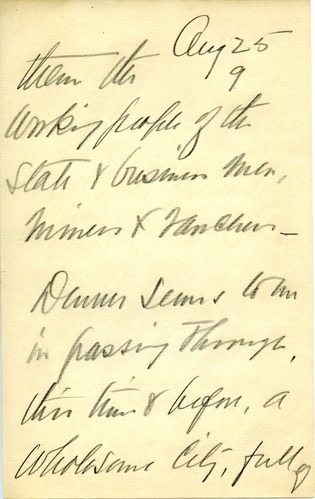 Aug 25
9
them the
working people of the
State & business men,
miners & ranchers—
Denver seems to me
in passing through,
this time & before, a
wholesome City, full of